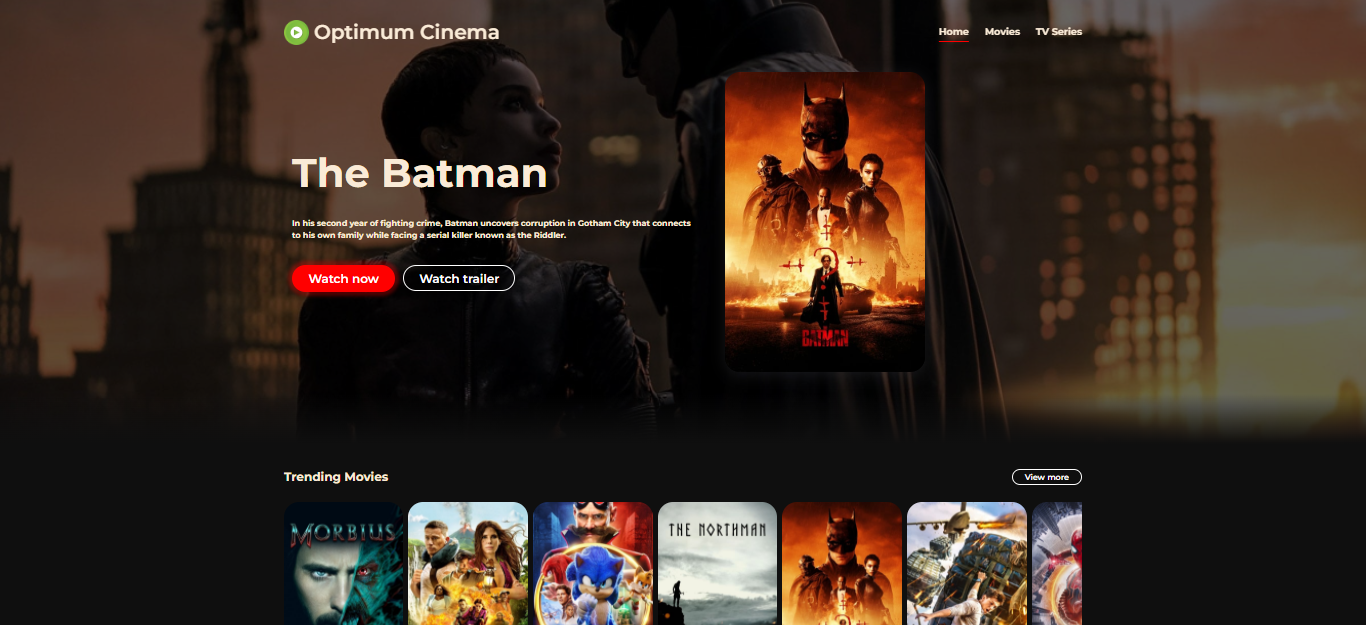 Optimum Cinema
Home
Movies
TV Series
The Batman
In his second year of fighting crime, Batman uncovers corruption in Gotham City that connects
to his own family while facing a serial killer known as the Riddler.
Watch now
Watch trailer
BATMAN
Trending Movies
View more
MORBIUS
THE NORTHMAN